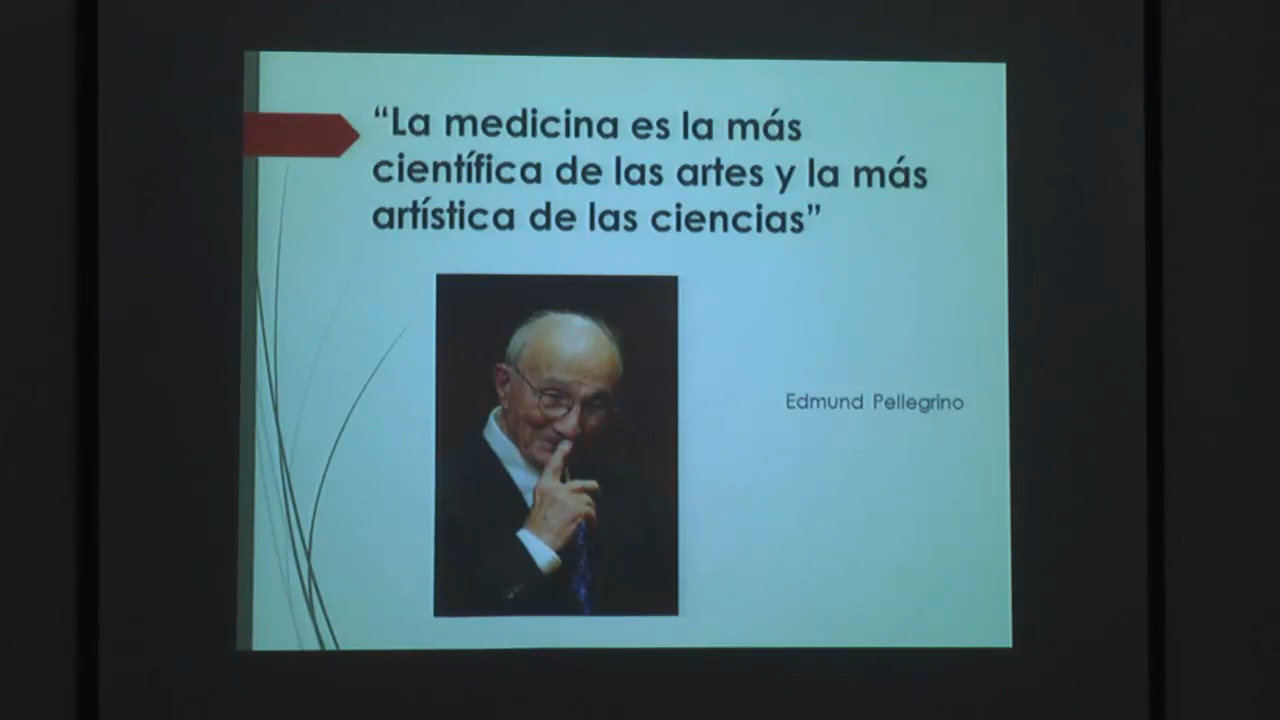 “La medicina es la más
científica de las artes y la más
artística de las ciencias”
Edmund Pellegrino